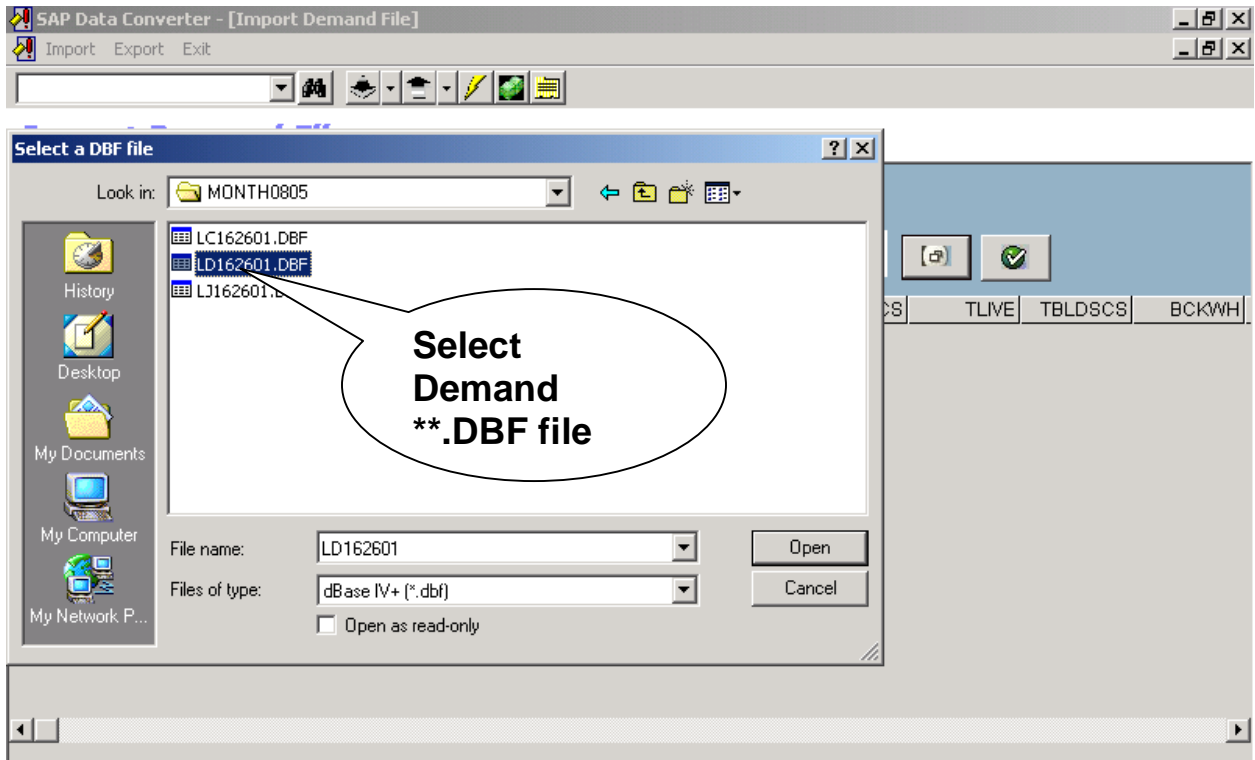 SAP Data Converter - [Import Demand File]
Import Export Exit
Select a DBF file
Look in: MONTH0805
LC162601.DBF
LD162601.DBF
LJ162601.D
History
Desktop
My Documents
My Computer
My Network P...
Select
Demand
**.DBF file
File name: LD162601 Open
Files of type: dBase IV+ (*.dbf) Cancel
Open as read-only
CS TLIVE TBLDSCS BCKWH